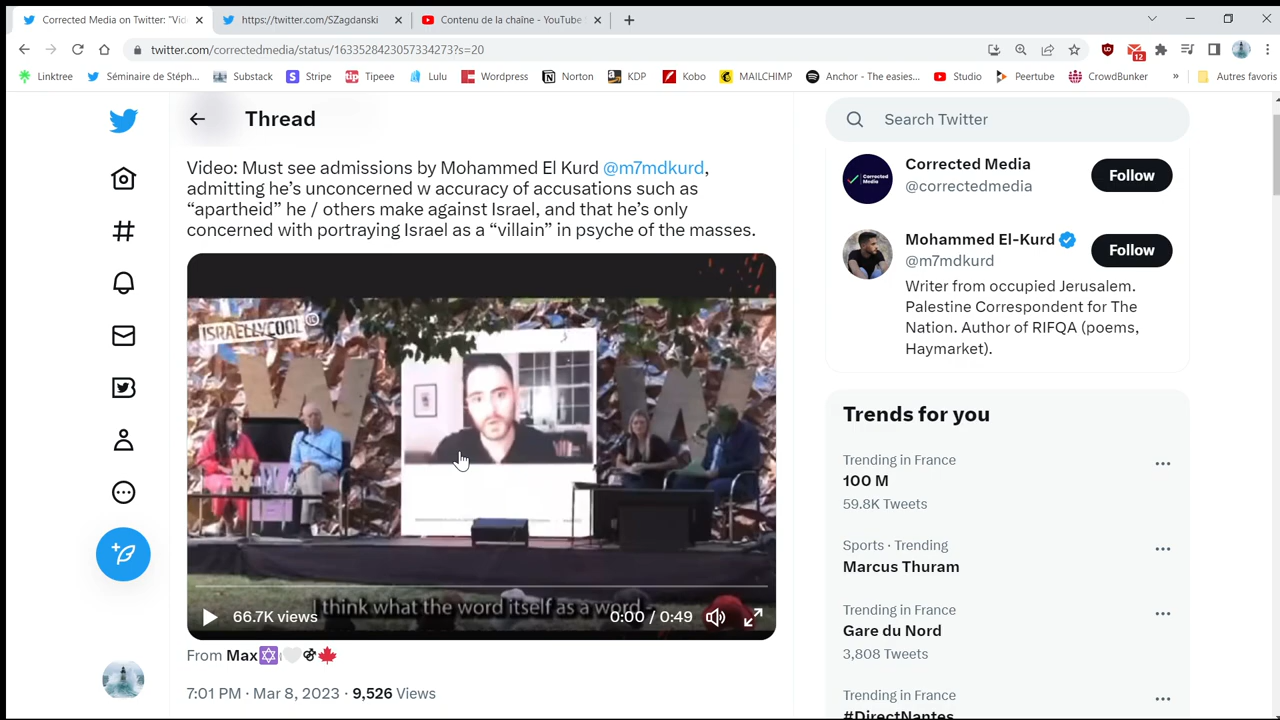 Corrected Media on Twitter: "Vid
https://twitter.com/SZagdanski
Contenu de la chaîne - YouTube
twitter.com/correctedmedia/status/1633528423057334273?s=20
12
Linktree
Séminaire de Stéph...
Substack
Stripe
tip Tipeee
Lulu
Wordpress
Norton
KDP
Kobo
MAILCHIMP
Anchor - The easies...
Studio
Peertube
CrowdBunker
»
Autres favoris
Thread
Video: Must see admissions by Mohammed El Kurd @m7mdkurd,
admitting he's unconcerned w accuracy of accusations such as
“apartheid” he / others make against Israel, and that he's only
concerned with portraying Israel as a “villain” in psyche of the masses.
ISRAELLYCOOL
W W
think what the word itself as a word -
66.7K views
0:00 / 0:49
From Max
7:01 PM · Mar 8, 2023 · 9,526 Views
Search Twitter
Corrected Media
@correctedmedia
Follow
Mohammed El-Kurd
@m7mdkurd
Follow
Writer from occupied Jerusalem.
Palestine Correspondent for The
Nation. Author of RIFQA (poems,
Haymarket).
Trends for you
Trending in France
100 M
59.8K Tweets
Sports · Trending
Marcus Thuram
Trending in France
Gare du Nord
3,808 Tweets
Trending in France
#DirectNantes